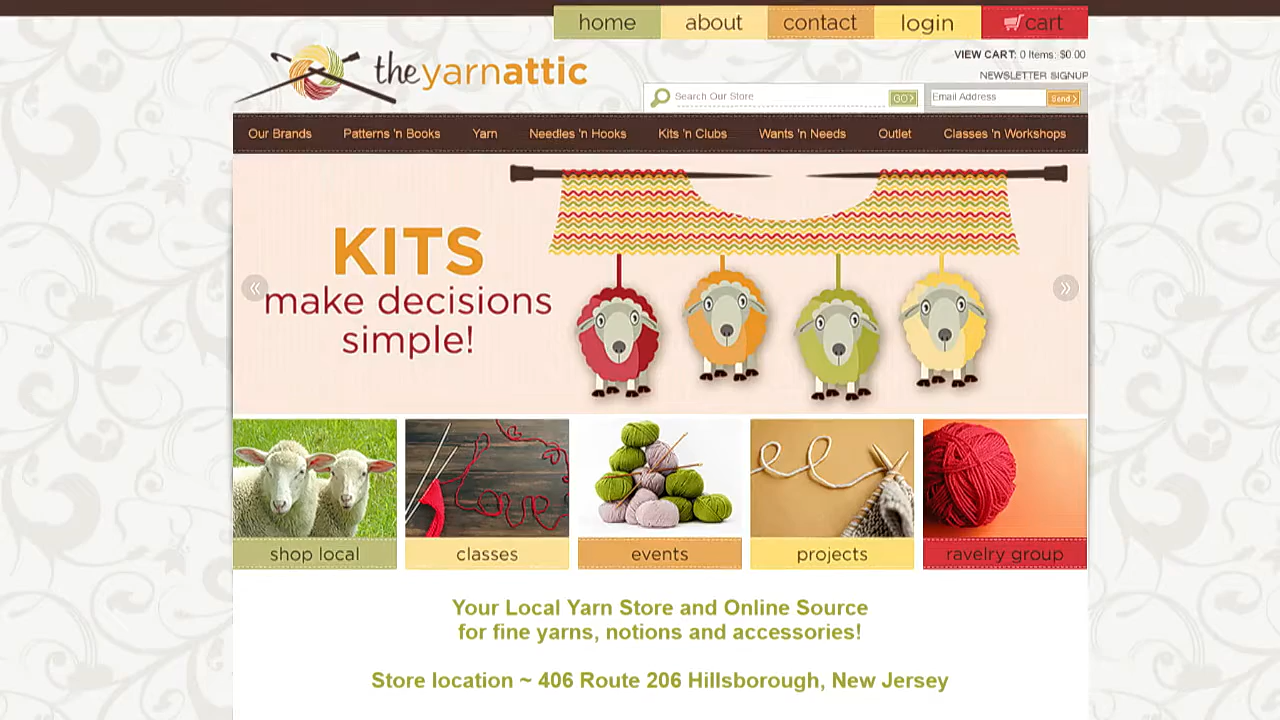 home about contact login cart
VIEW CART: 0 Items: $0.00
NEWSLETTER SIGNUP
theyarnattic
Search Our Store GO> Email Address Send >
Our Brands Patterns 'n Books Yarn Needles 'n Hooks Kits 'n Clubs Wants 'n Needs Outlet Classes 'n Workshops
KITS
make decisions
simple!
shop local classes events projects ravelry group
Your Local Yarn Store and Online Source
for fine yarns, notions and accessories!
Store location ~ 406 Route 206 Hillsborough, New Jersey